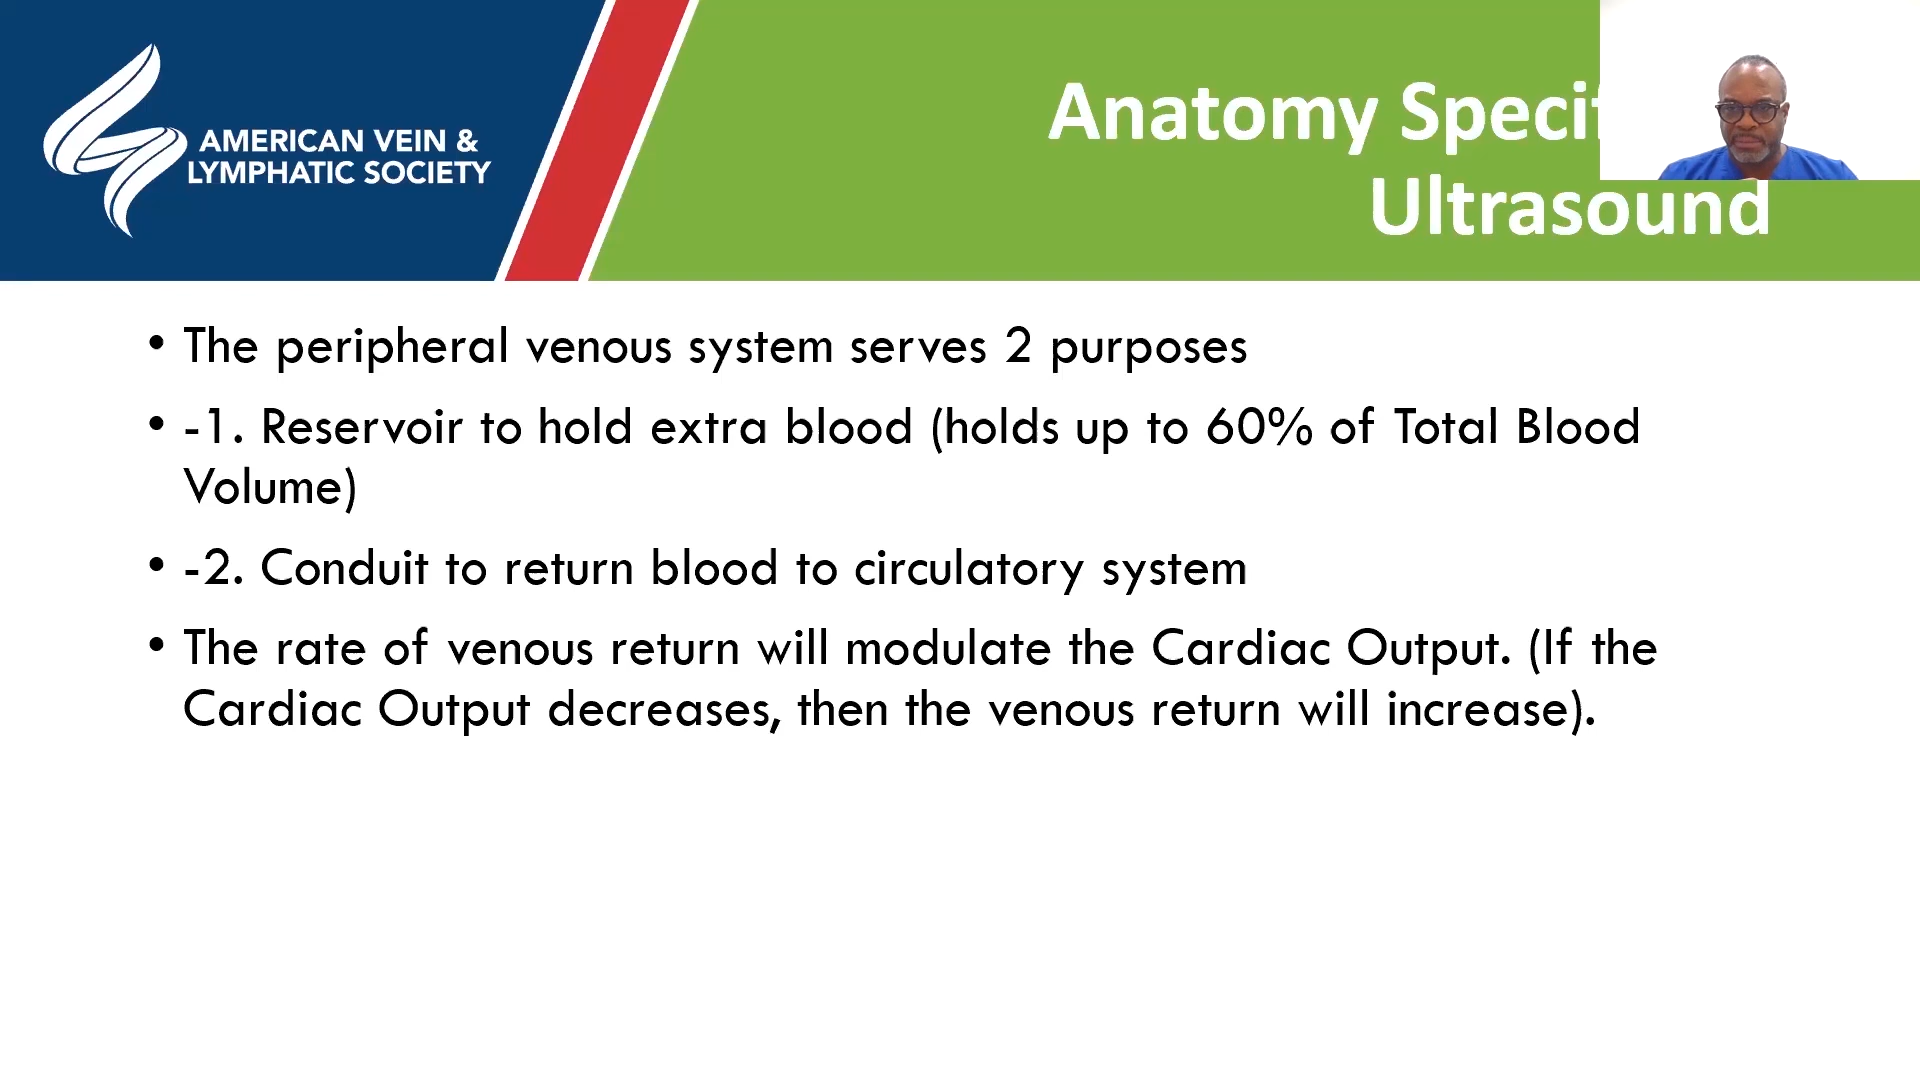 AMERICAN VEIN &
LYMPHATIC SOCIETY
Anatomy
Ultrasound
• The peripheral venous system serves 2 purposes
• -1. Reservoir to hold extra blood (holds up to 60% of Total Blood
Volume)
• -2. Conduit to return blood to circulatory system
• The rate of venous return will modulate the Cardiac Output. (If the
Cardiac Output decreases, then the venous return will increase).